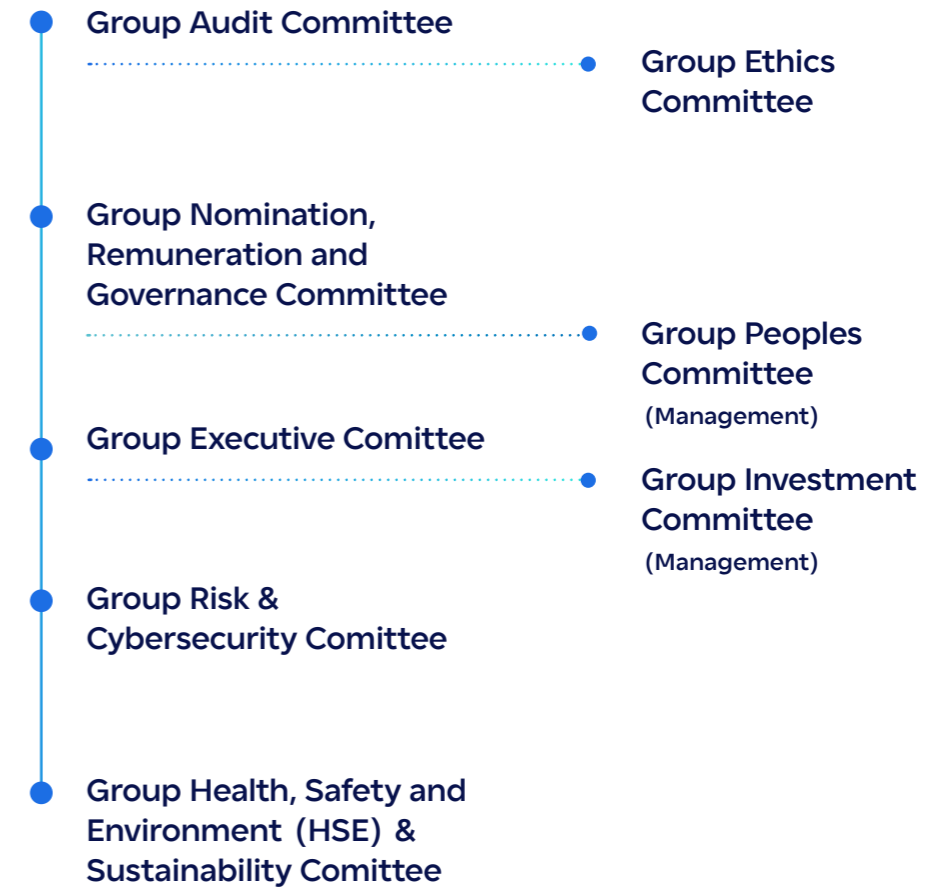 Group Audit Committee
Group Ethics
Committee
Group Nomination,
Remuneration and
Governance Committee
Group Peoples
Committee
(Management)
Group Executive Comittee
Group Investment
Committee
(Management)
Group Risk &
Cybersecurity Comittee
Group Health, Safety and
Environment (HSE) &
Sustainability Comittee